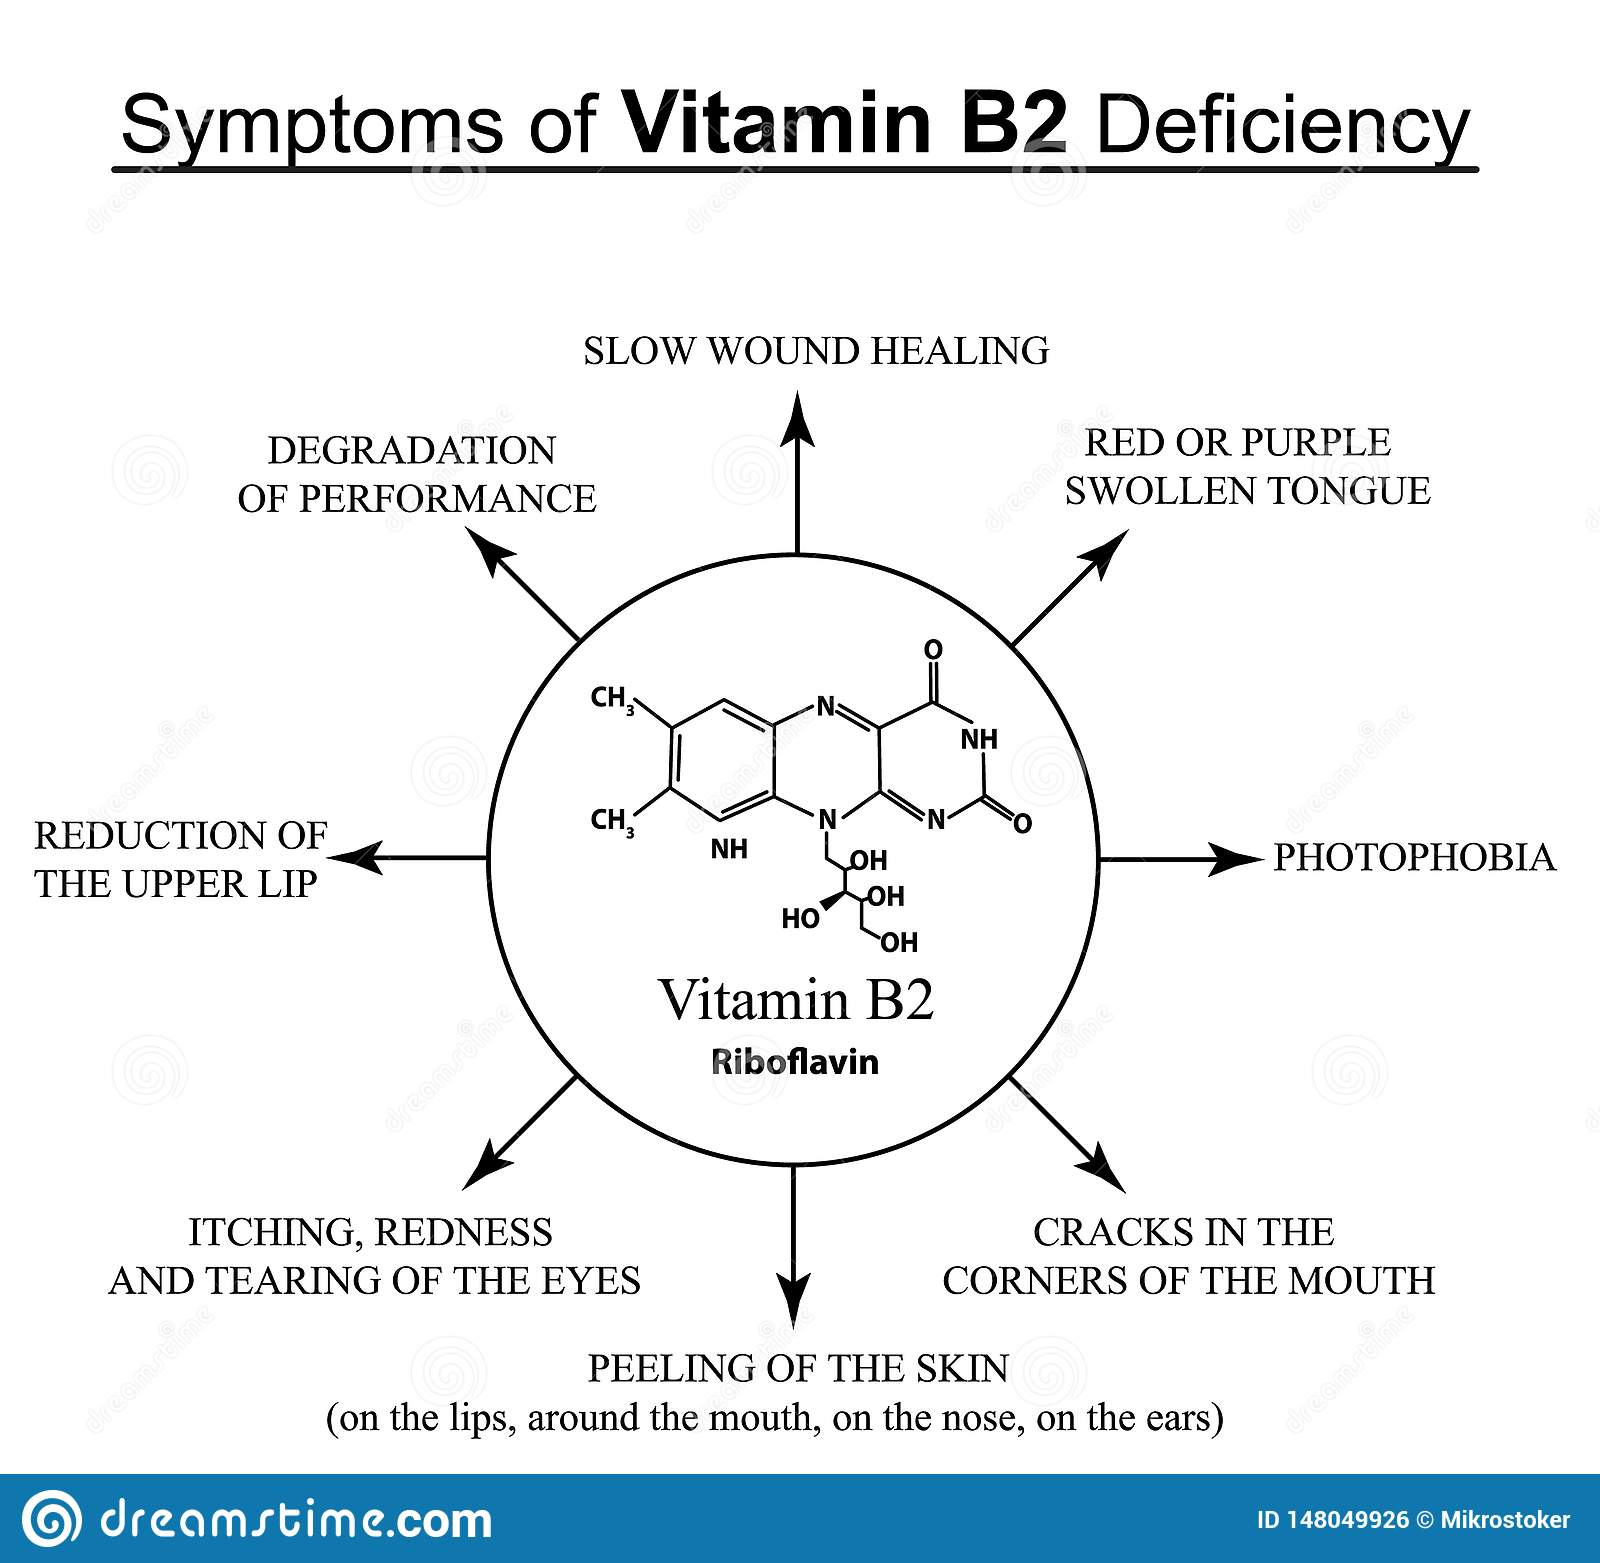 Symptoms of Vitamin B2 Deficiency
SLOW WOUND HEALING
DEGRADATION
OF PERFORMANCE
RED OR PURPLE
SWOLLEN TONGUE
REDUCTION OF
THE UPPER LIP
PHOTOPHOBIA
O
CH3
N
NH
CH3
N
N
O
NH
OH
OH
HO
OH
Vitamin B2
Riboflavin
ITCHING, REDNESS
AND TEARING OF THE EYES
CRACKS IN THE
CORNERS OF THE MOUTH
PEELING OF THE SKIN
(on the lips, around the mouth, on the nose, on the ears)
dreamstime.com
ID 148049926 © Mikrostoker